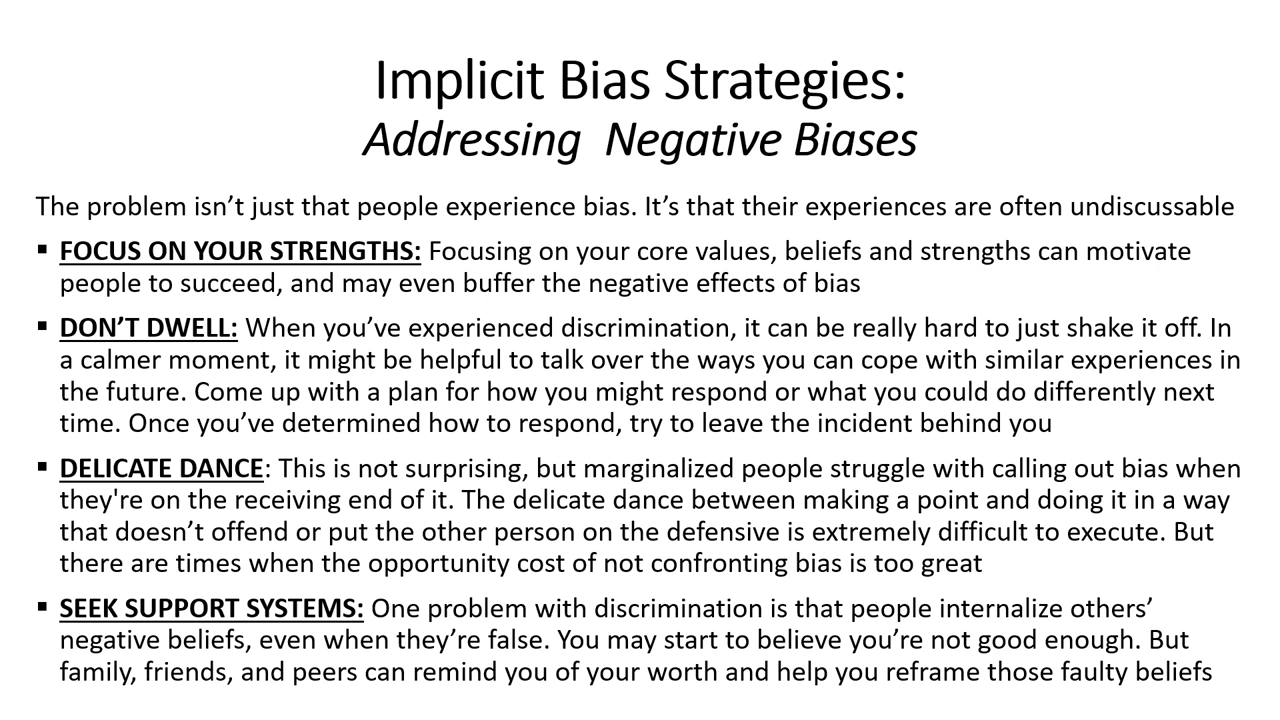 Implicit Bias Strategies:
Addressing  Negative Biases
The problem isn’t just that people experience bias. It’s that their experiences are often undiscussable
▪ FOCUS ON YOUR STRENGTHS: Focusing on your core values, beliefs and strengths can motivate
people to succeed, and may even buffer the negative effects of bias
▪ DON’T DWELL: When you’ve experienced discrimination, it can be really hard to just shake it off. In
a calmer moment, it might be helpful to talk over the ways you can cope with similar experiences in
the future. Come up with a plan for how you might respond or what you could do differently next
time. Once you’ve determined how to respond, try to leave the incident behind you
▪ DELICATE DANCE: This is not surprising, but marginalized people struggle with calling out bias when
they're on the receiving end of it. The delicate dance between making a point and doing it in a way
that doesn’t offend or put the other person on the defensive is extremely difficult to execute. But
there are times when the opportunity cost of not confronting bias is too great
▪ SEEK SUPPORT SYSTEMS: One problem with discrimination is that people internalize others’
negative beliefs, even when they’re false. You may start to believe you’re not good enough. But
family, friends, and peers can remind you of your worth and help you reframe those faulty beliefs